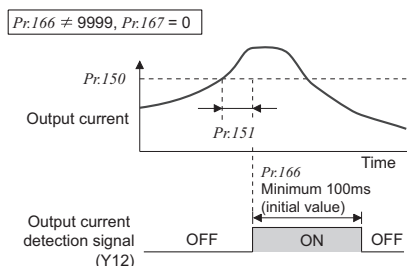 Pr.166 ≠ 9999, Pr.167 = 0
Pr.150
Output current
Pr.151
Time
Pr.166
Minimum 100ms
(initial value)
Output current
detection signal
(Y12)
OFF
ON
OFF